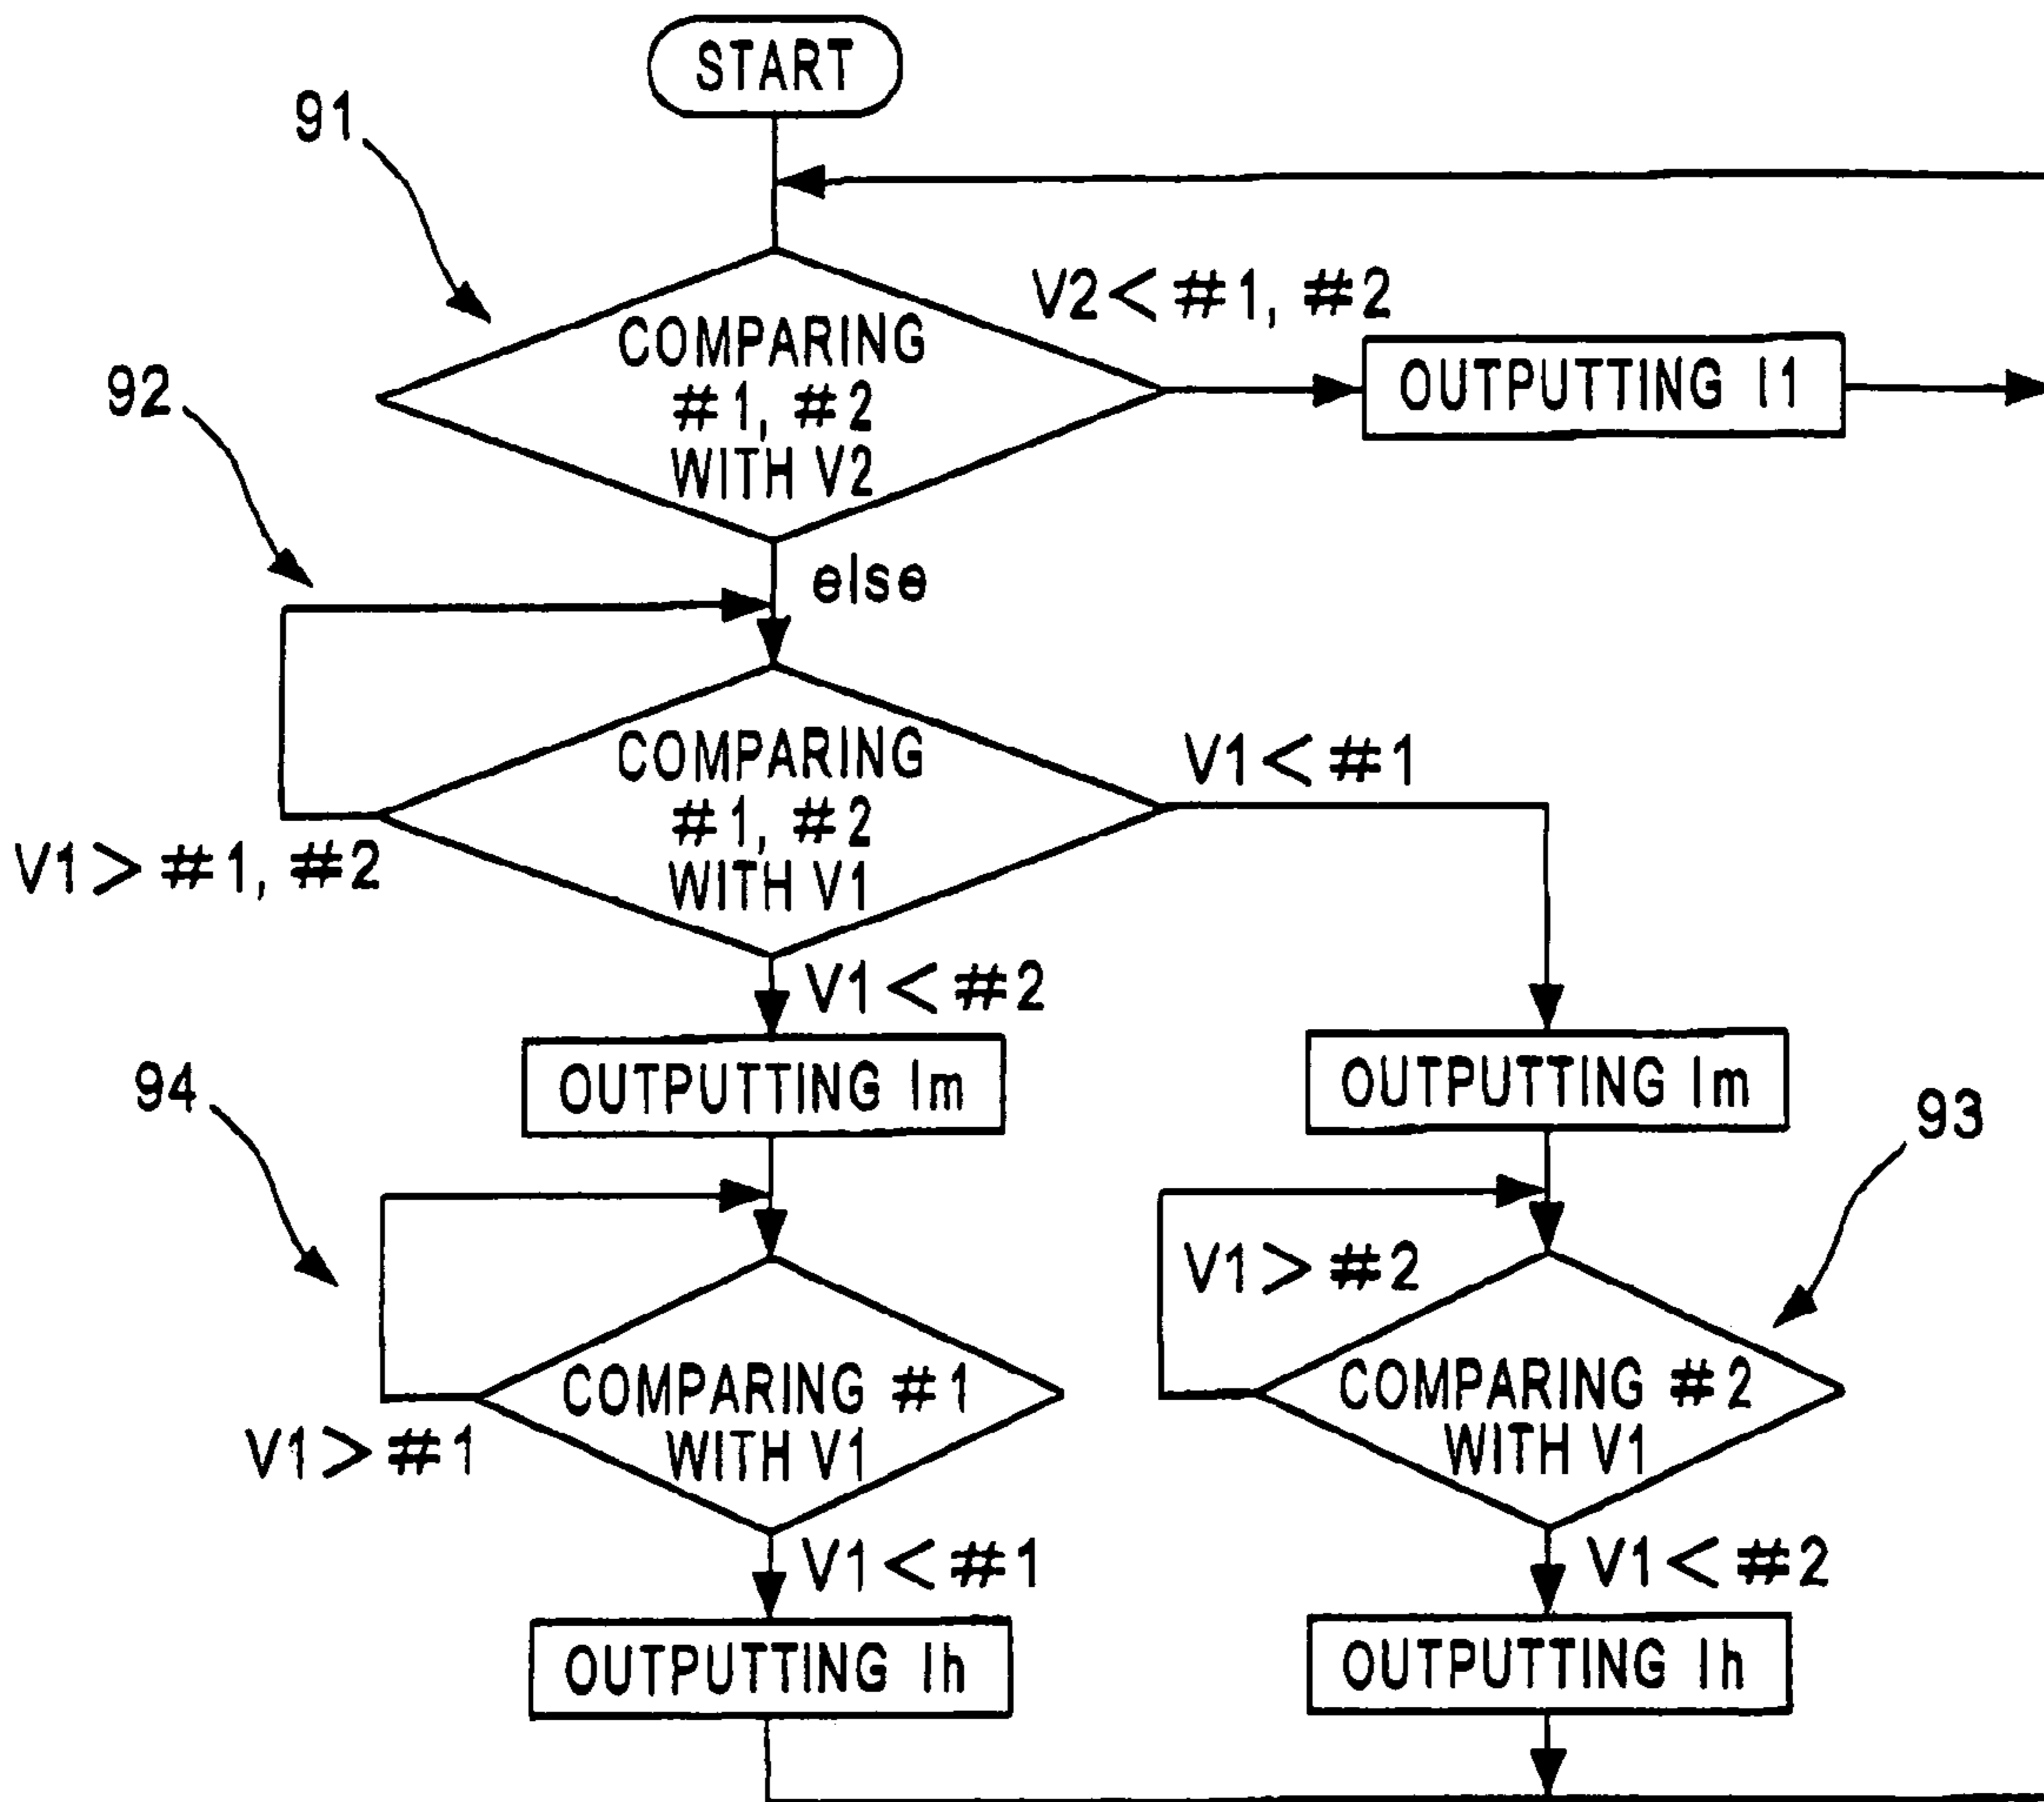 START
91
V2<#1, #2
COMPARING
#1, #2
WITH V2
OUTPUTTING I1
92
else
COMPARING
#1, #2
WITH V1
V1<#1
V1>#1, #2
V1<#2
OUTPUTTING Im
OUTPUTTING Im
94
93
V1>#2
COMPARING #1
WITH V1
COMPARING #2
WITH V1
V1>#1
V1<#1
V1<#2
OUTPUTTING Ih
OUTPUTTING Ih